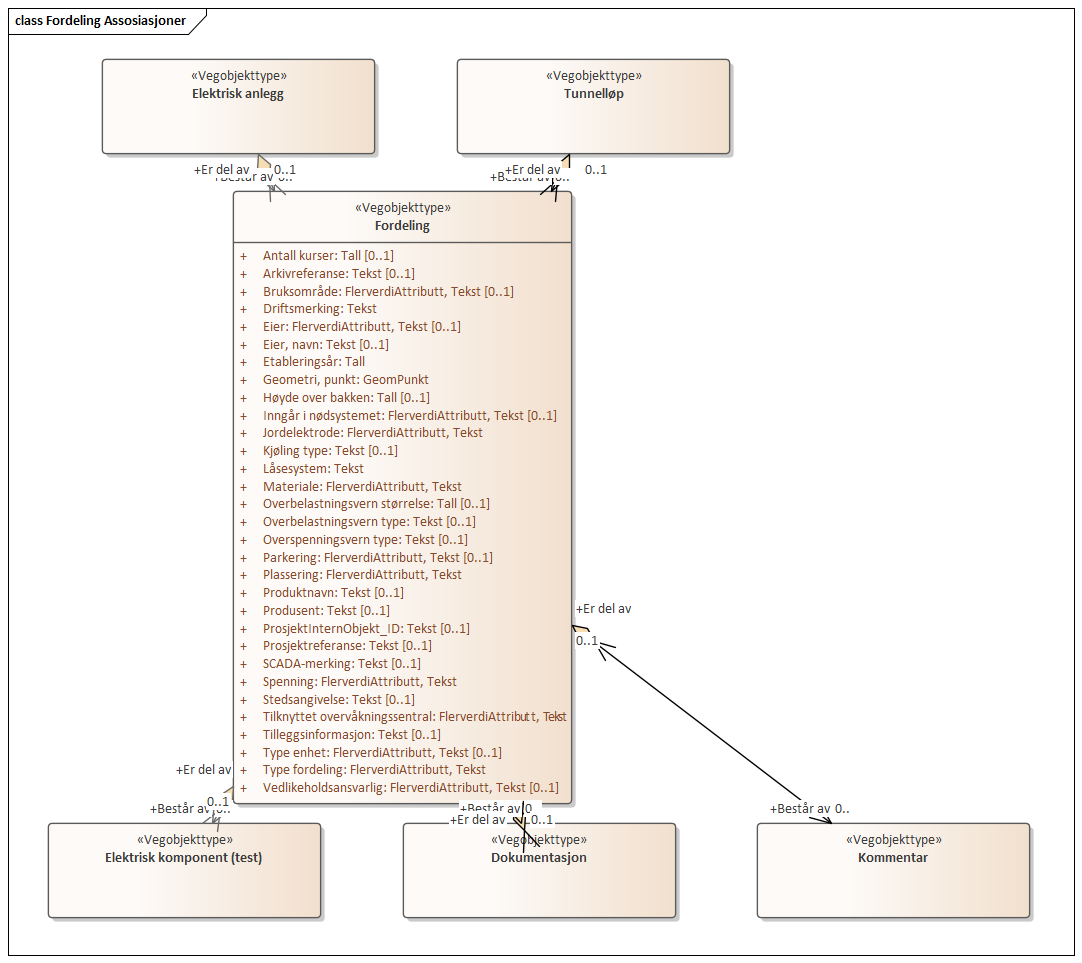 class Fordeling Assosiasjoner
«Vegobjekttype»
Elektrisk anlegg
«Vegobjekttype»
Tunnelløp
+Er del av 0..1
+Består av 0..
+Er del av 0..1
+Består av 0..
«Vegobjekttype»
Fordeling
+ Antall kurser: Tall [0..1]
+ Arkivreferanse: Tekst [0..1]
+ Bruksområde: FlerverdiAttributt, Tekst [0..1]
+ Driftsmerking: Tekst
+ Eier: FlerverdiAttributt, Tekst [0..1]
+ Eier, navn: Tekst [0..1]
+ Etableringsår: Tall
+ Geometri, punkt: GeomPunkt
+ Høyde over bakken: Tall [0..1]
+ Inngår i nødsystemet: FlerverdiAttributt, Tekst [0..1]
+ Jordelektrode: FlerverdiAttributt, Tekst
+ Kjøling type: Tekst [0..1]
+ Låsesystem: Tekst
+ Materiale: FlerverdiAttributt, Tekst
+ Overbelastningsvern størrelse: Tall [0..1]
+ Overbelastningsvern type: Tekst [0..1]
+ Overspenningsvern type: Tekst [0..1]
+ Parkering: FlerverdiAttributt, Tekst [0..1]
+ Plassering: FlerverdiAttributt, Tekst
+ Produktnavn: Tekst [0..1]
+ Produsent: Tekst [0..1]
+ ProsjektInternObjekt_ID: Tekst [0..1]
+ Prosjektreferanse: Tekst [0..1]
+ SCADA-merking: Tekst [0..1]
+ Spenning: FlerverdiAttributt, Tekst
+ Stedsangivelse: Tekst [0..1]
+ Tilknyttet overvåkningssentral: FlerverdiAttributt, Tekst
+ Tilleggsinformasjon: Tekst [0..1]
+ Type enhet: FlerverdiAttributt, Tekst [0..1]
+ Type fordeling: FlerverdiAttributt, Tekst
+ Vedlikeholdsansvarlig: FlerverdiAttributt, Tekst [0..1]
+Er del av
0..1
+Er del av
0..1
+Består av 0..
+Består av 0
+Er del av 0..1
+Består av 0..
«Vegobjekttype»
Elektrisk komponent (test)
«Vegobjekttype»
Dokumentasjon
«Vegobjekttype»
Kommentar